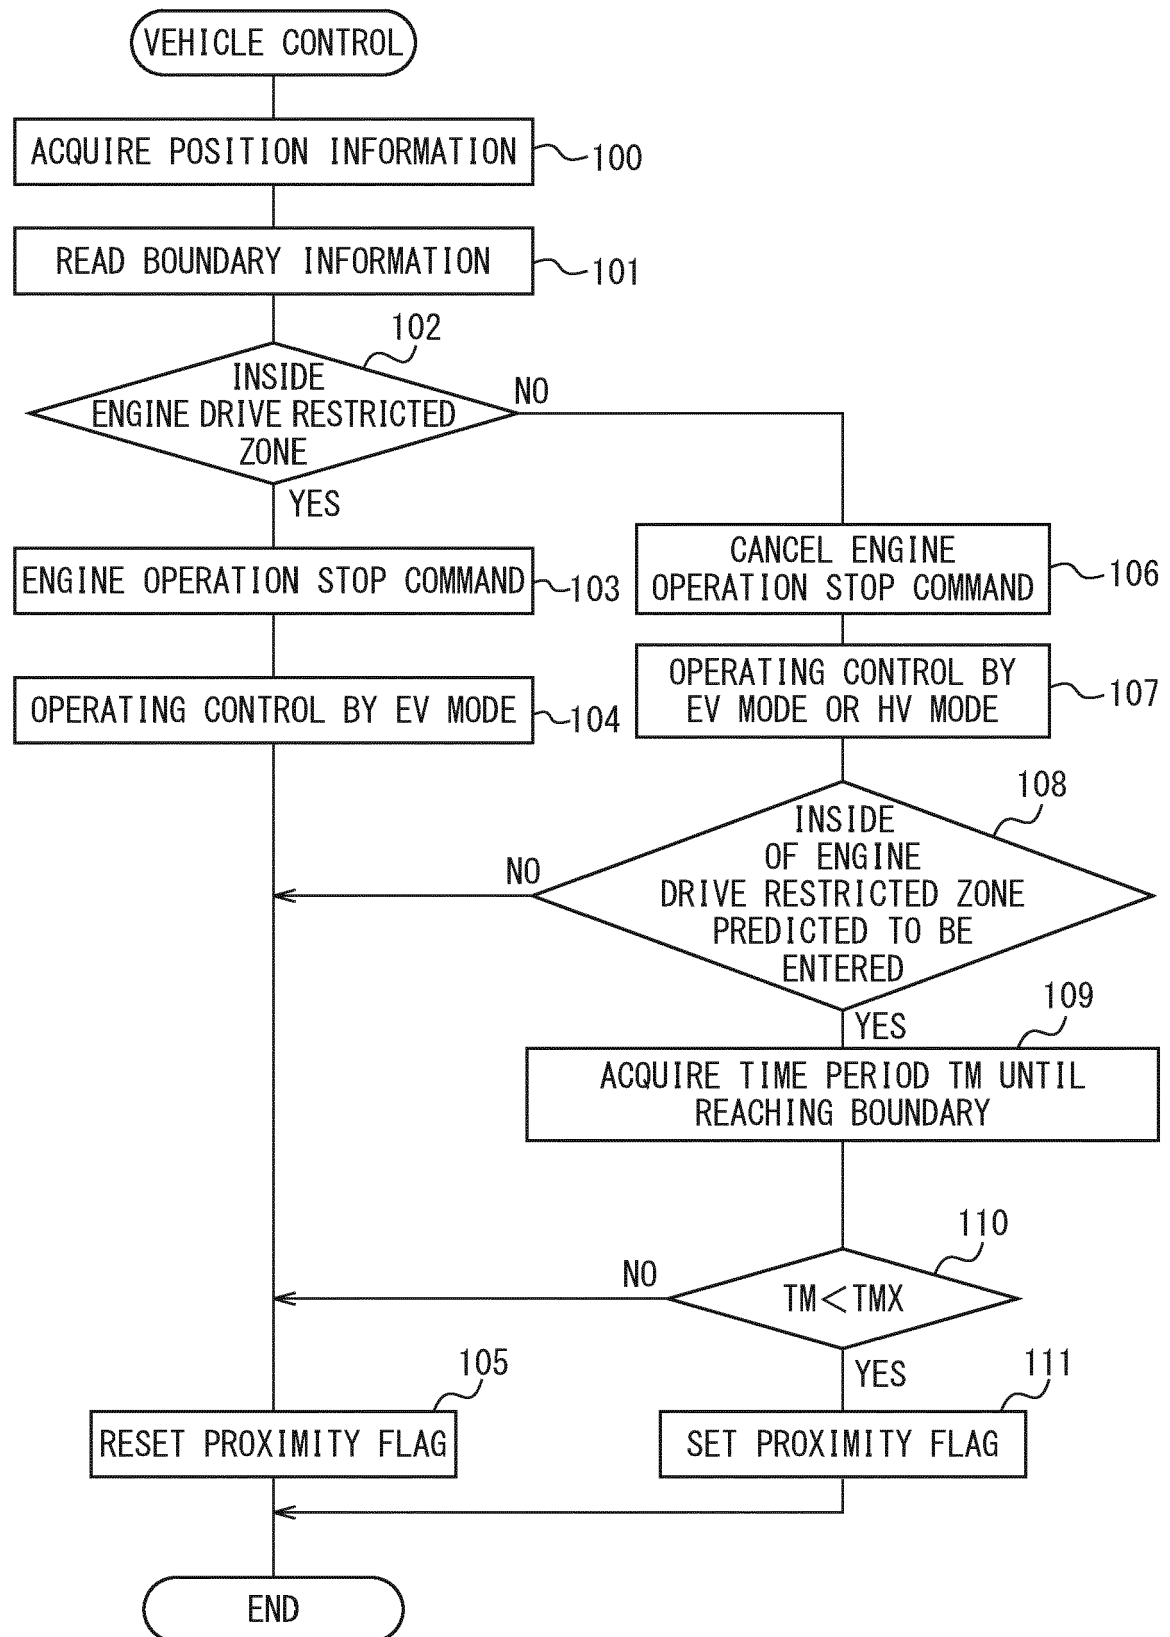 VEHICLE CONTROL
ACQUIRE POSITION INFORMATION
100
READ BOUNDARY INFORMATION
101
102
INSIDE
ENGINE DRIVE RESTRICTED
ZONE
NO
YES
ENGINE OPERATION STOP COMMAND
103
CANCEL ENGINE
OPERATION STOP COMMAND
106
OPERATING CONTROL BY EV MODE
104
OPERATING CONTROL BY
EV MODE OR HV MODE
107
108
INSIDE
OF ENGINE
DRIVE RESTRICTED ZONE
PREDICTED TO BE
ENTERED
NO
YES
109
ACQUIRE TIME PERIOD TM UNTIL
REACHING BOUNDARY
110
TM<TMX
NO
YES
105
RESET PROXIMITY FLAG
111
SET PROXIMITY FLAG
END